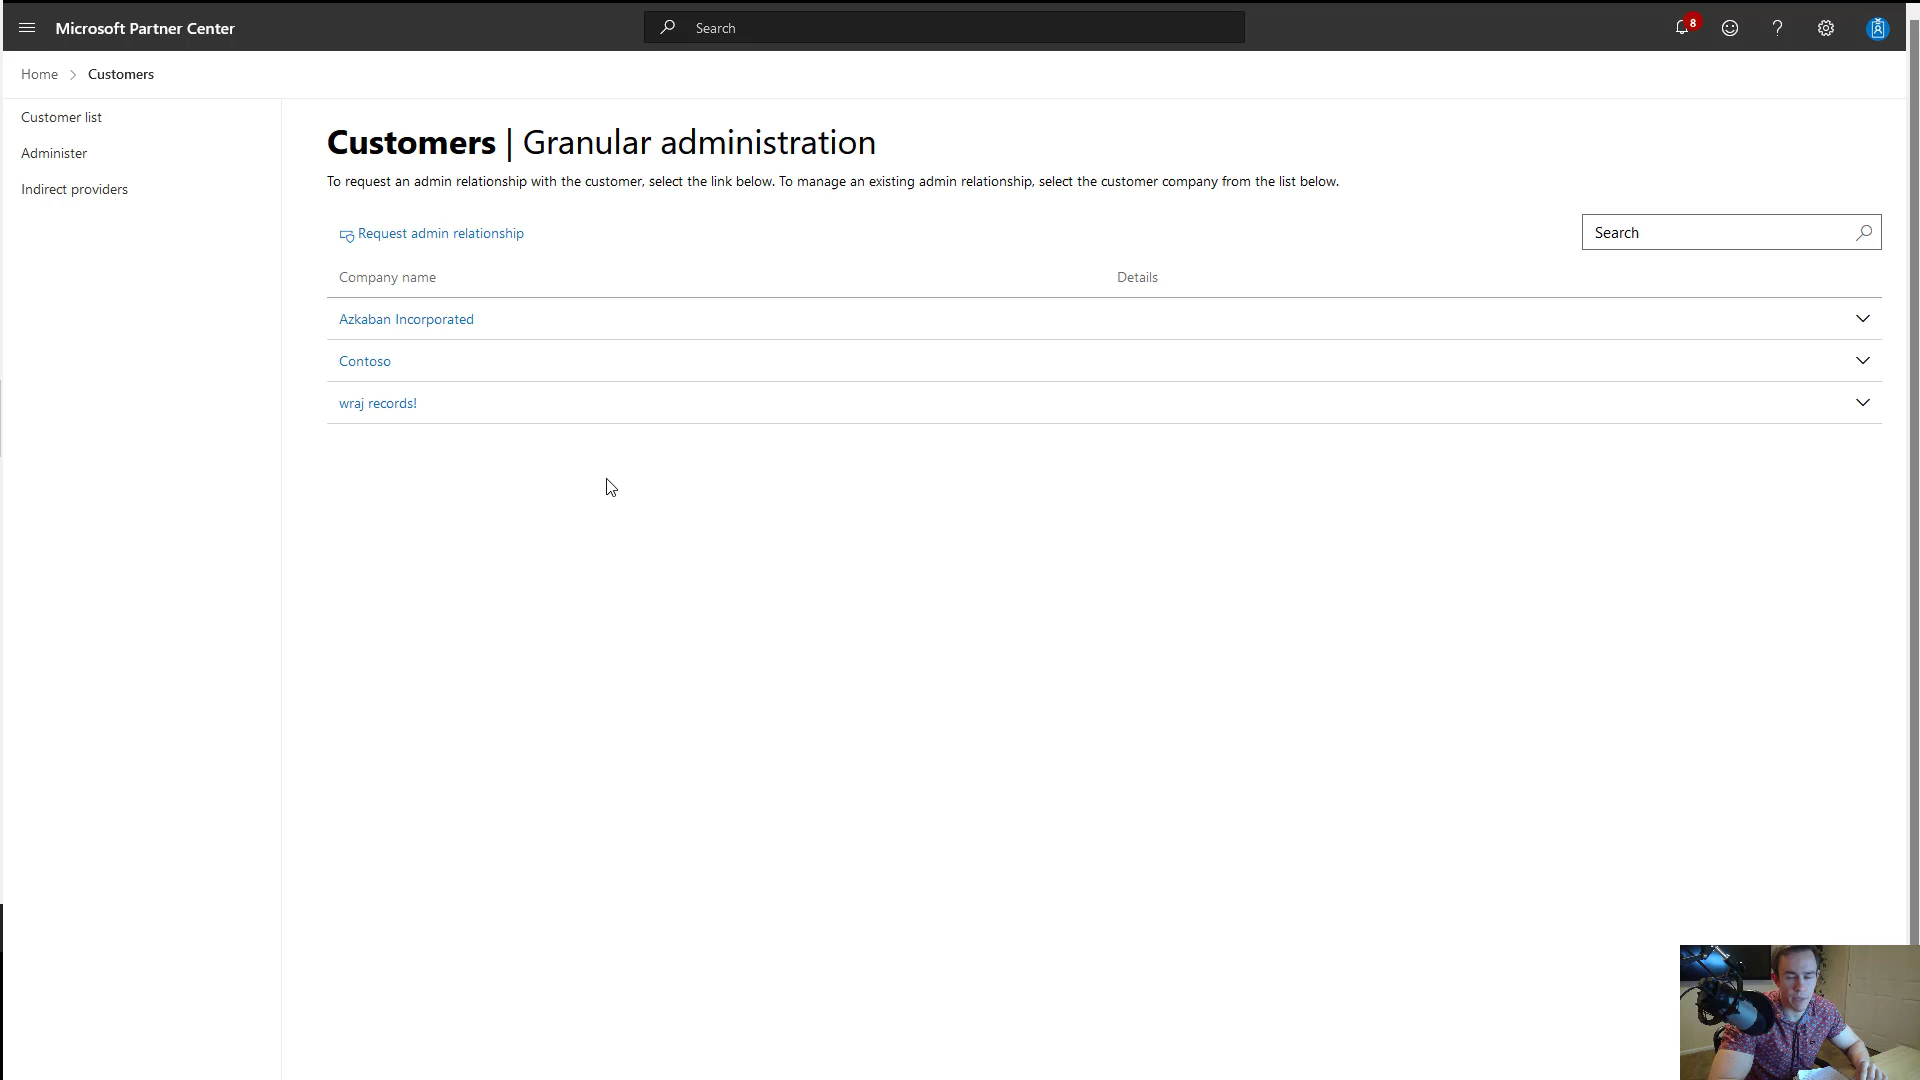 Microsoft Partner Center
Search
8
Home > Customers
Customer list
Administer
Indirect providers
Customers | Granular administration
To request an admin relationship with the customer, select the link below. To manage an existing admin relationship, select the customer company from the list below.
Request admin relationship
Search
Company name Details
Azkaban Incorporated
Contoso
wraj records!